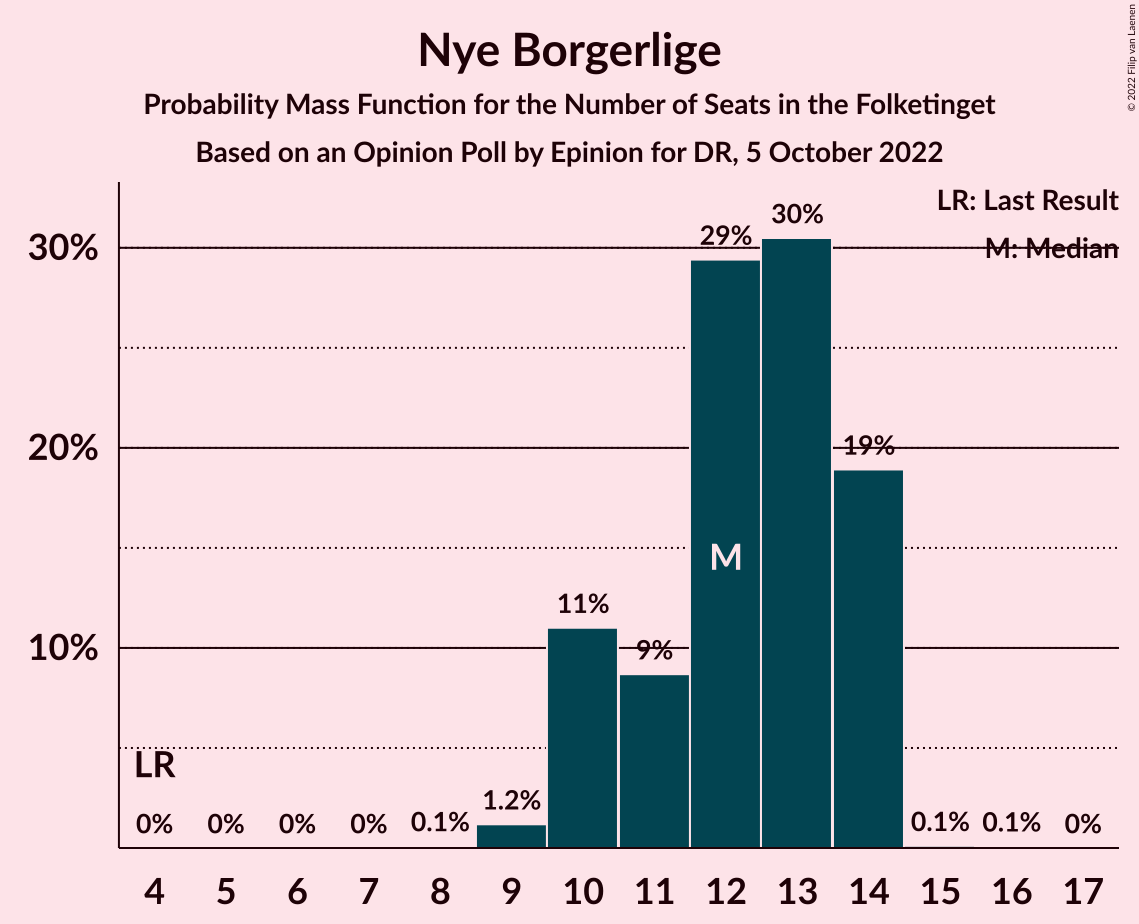 Nye Borgerlige
Probability Mass Function for the Number of Seats in the Folketinget
Based on an Opinion Poll by Epinion for DR, 5 October 2022
© 2022 Filip van Laenen
LR: Last Result
M: Median
30%
20%
10%
0% 0% 0% 0% 0.1% 1.2% 11% 9% 29% 30% 19% 0.1% 0.1% 0%
LR
M
4 5 6 7 8 9 10 11 12 13 14 15 16 17